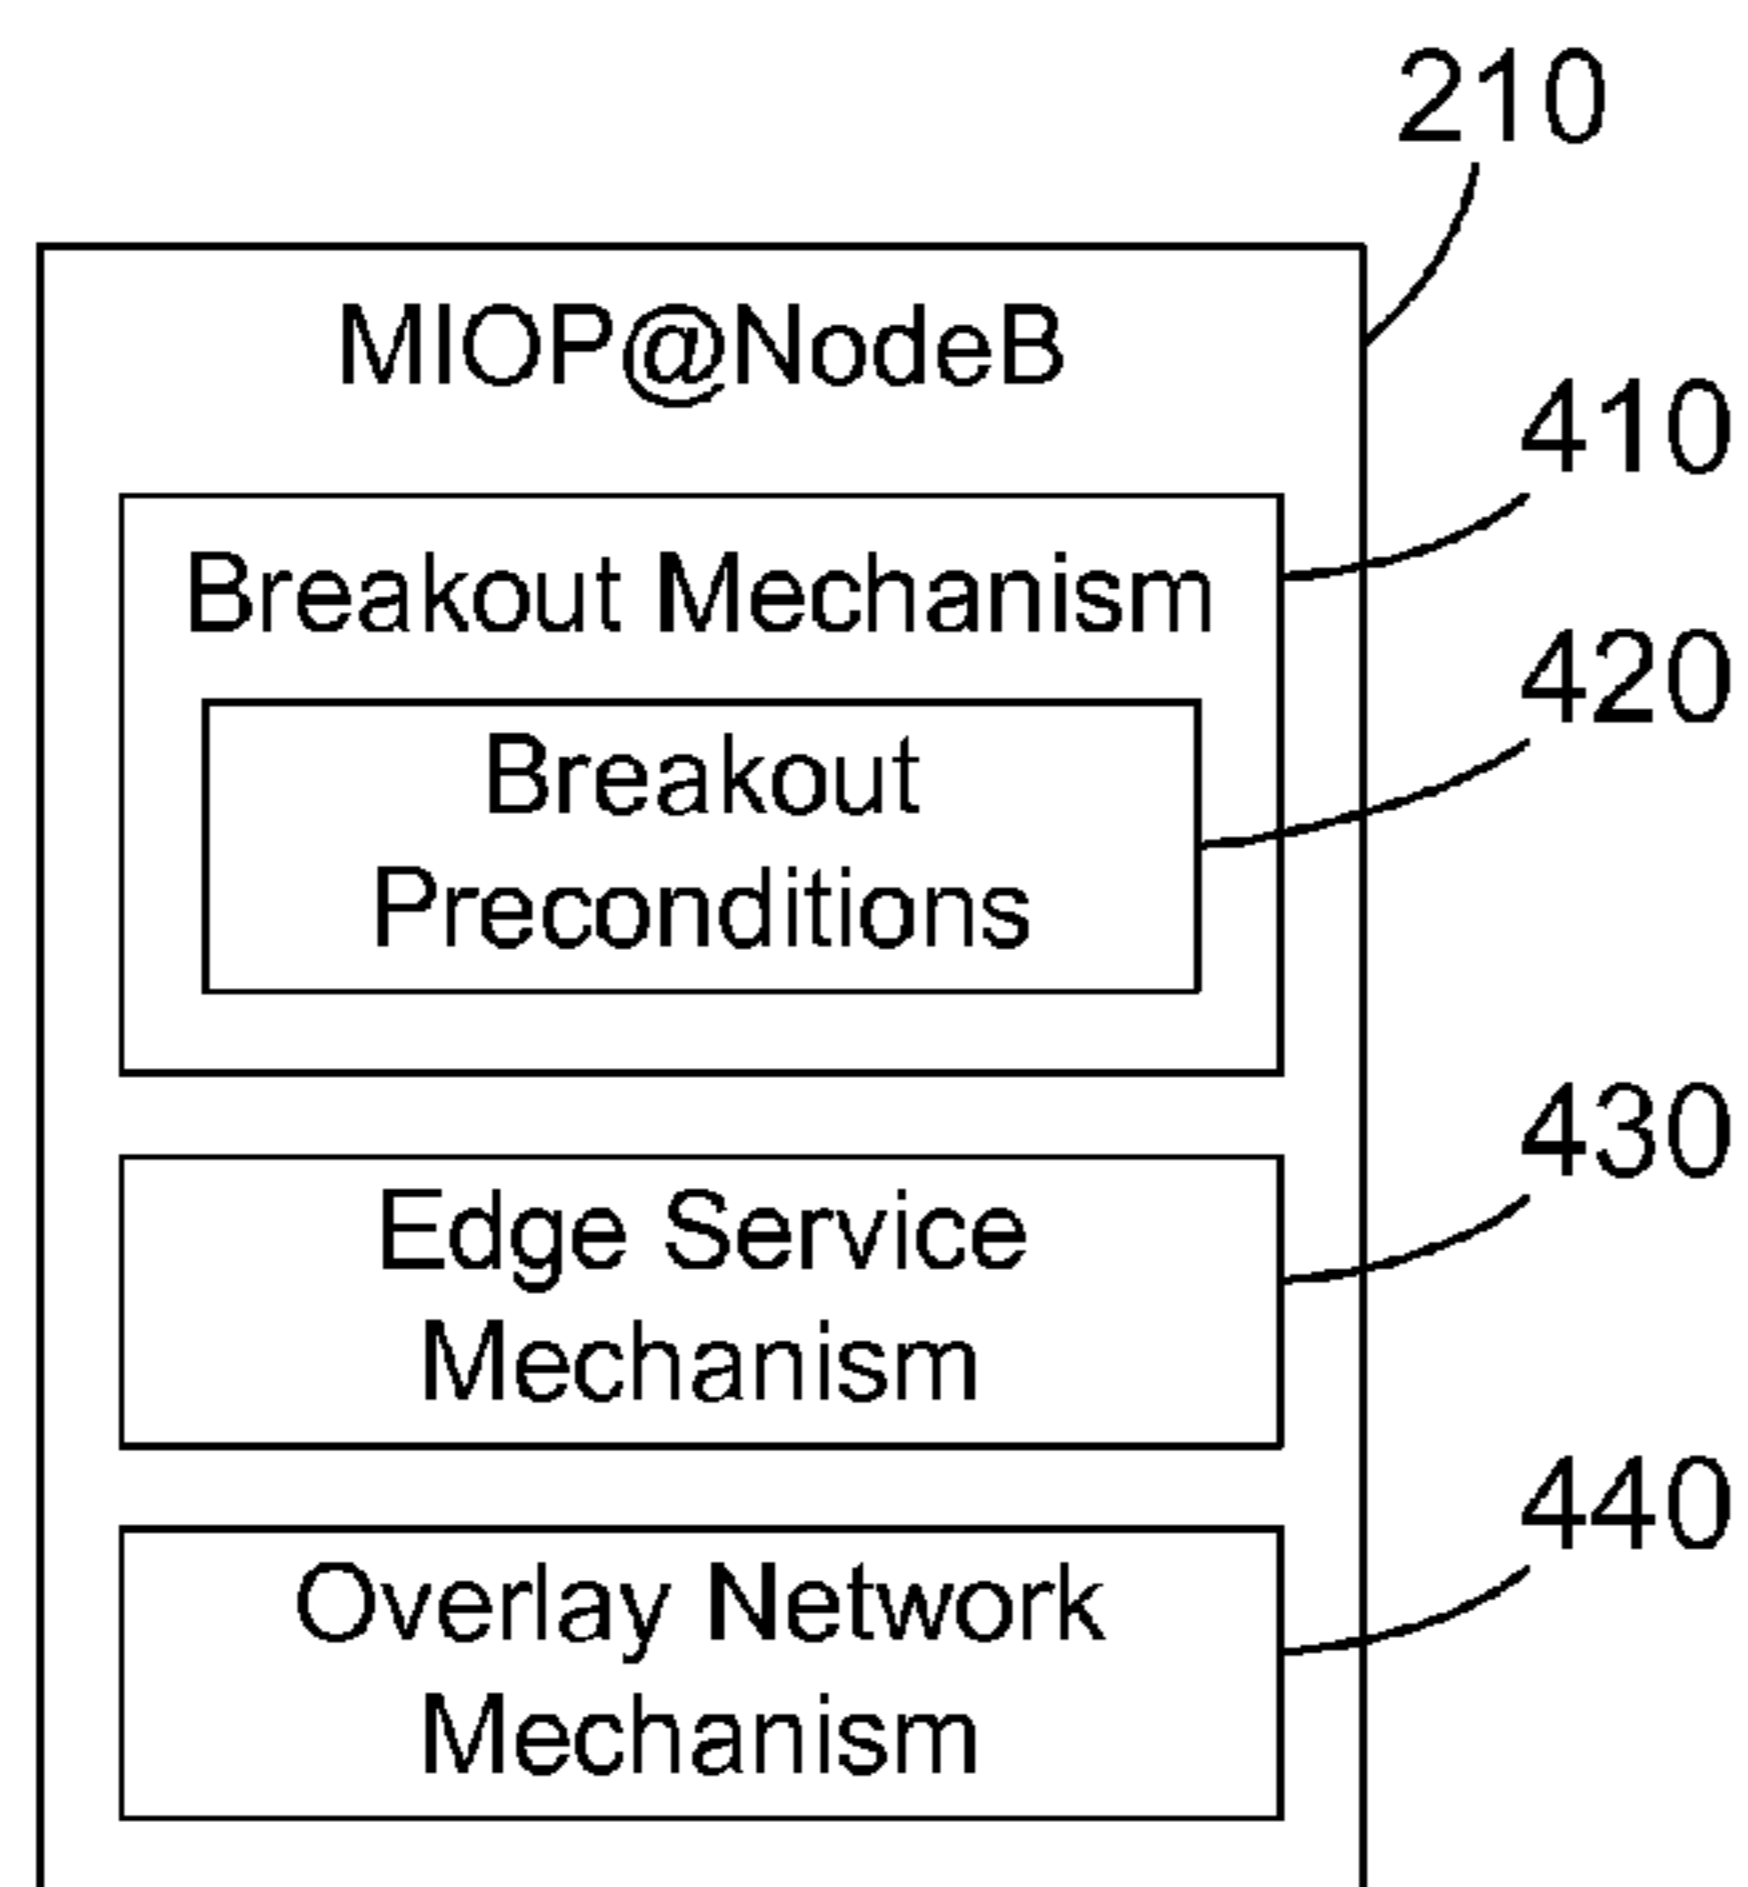 210
MIOP@NodeB
410
Breakout Mechanism
420
Breakout
Preconditions
430
Edge Service
Mechanism
440
Overlay Network
Mechanism